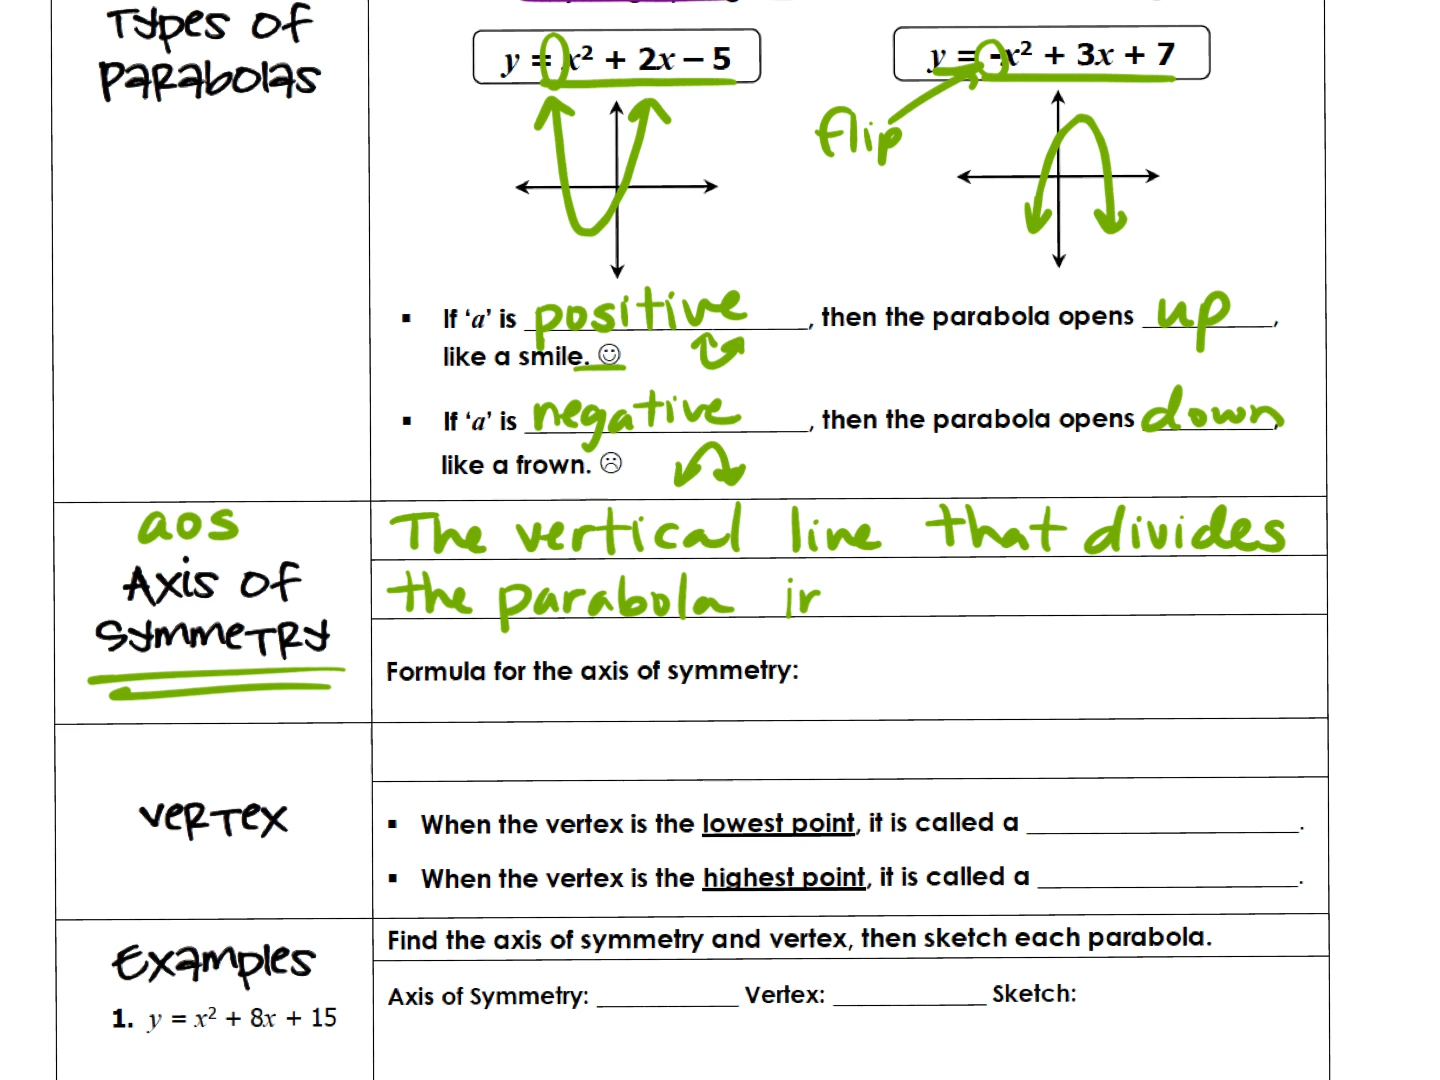 Types of
Parabolas
y = x² + 2x − 5
y = -x² + 3x + 7
flip
▪ If ‘a’ is positive, then the parabola opens up,
like a smile. ☺
▪ If ‘a’ is negative, then the parabola opens down,
like a frown. ☹
aos
Axis of
Symmetry
The vertical line that divides
the parabola in
Formula for the axis of symmetry:
Vertex
▪ When the vertex is the lowest point, it is called a ____________________.
▪ When the vertex is the highest point, it is called a ____________________.
Examples
Find the axis of symmetry and vertex, then sketch each parabola.
1. y = x² + 8x + 15
Axis of Symmetry: __________ Vertex: __________ Sketch: